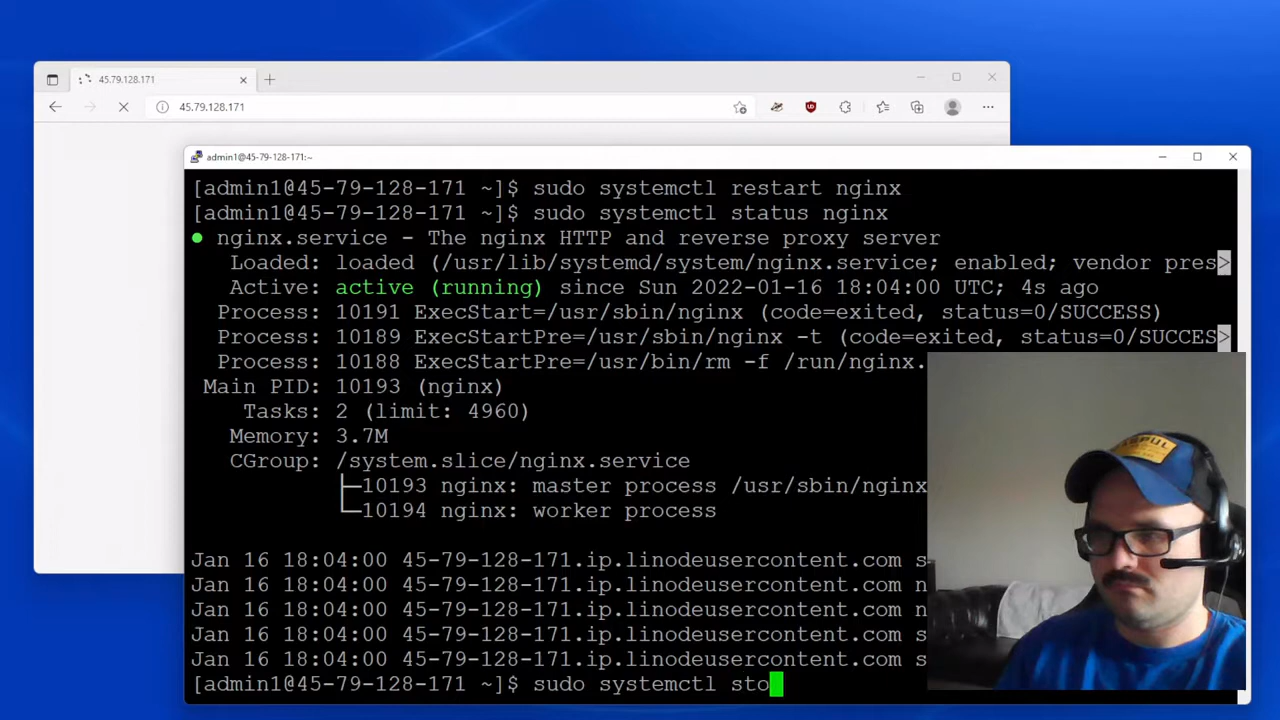 45.79.128.171
45.79.128.171
admin1@45-79-128-171:~
[admin1@45-79-128-171 ~]$ sudo systemctl restart nginx
[admin1@45-79-128-171 ~]$ sudo systemctl status nginx
● nginx.service - The nginx HTTP and reverse proxy server
Loaded: loaded (/usr/lib/systemd/system/nginx.service; enabled; vendor pres>
Active: active (running) since Sun 2022-01-16 18:04:00 UTC; 4s ago
Process: 10191 ExecStart=/usr/sbin/nginx (code=exited, status=0/SUCCESS)
Process: 10189 ExecStartPre=/usr/sbin/nginx -t (code=exited, status=0/SUCCES>
Process: 10188 ExecStartPre=/usr/bin/rm -f /run/nginx.
Main PID: 10193 (nginx)
Tasks: 2 (limit: 4960)
Memory: 3.7M
CGroup: /system.slice/nginx.service
├─10193 nginx: master process /usr/sbin/nginx
└─10194 nginx: worker process
Jan 16 18:04:00 45-79-128-171.ip.linodeusercontent.com s
Jan 16 18:04:00 45-79-128-171.ip.linodeusercontent.com n
Jan 16 18:04:00 45-79-128-171.ip.linodeusercontent.com n
Jan 16 18:04:00 45-79-128-171.ip.linodeusercontent.com s
Jan 16 18:04:00 45-79-128-171.ip.linodeusercontent.com s
[admin1@45-79-128-171 ~]$ sudo systemctl sto